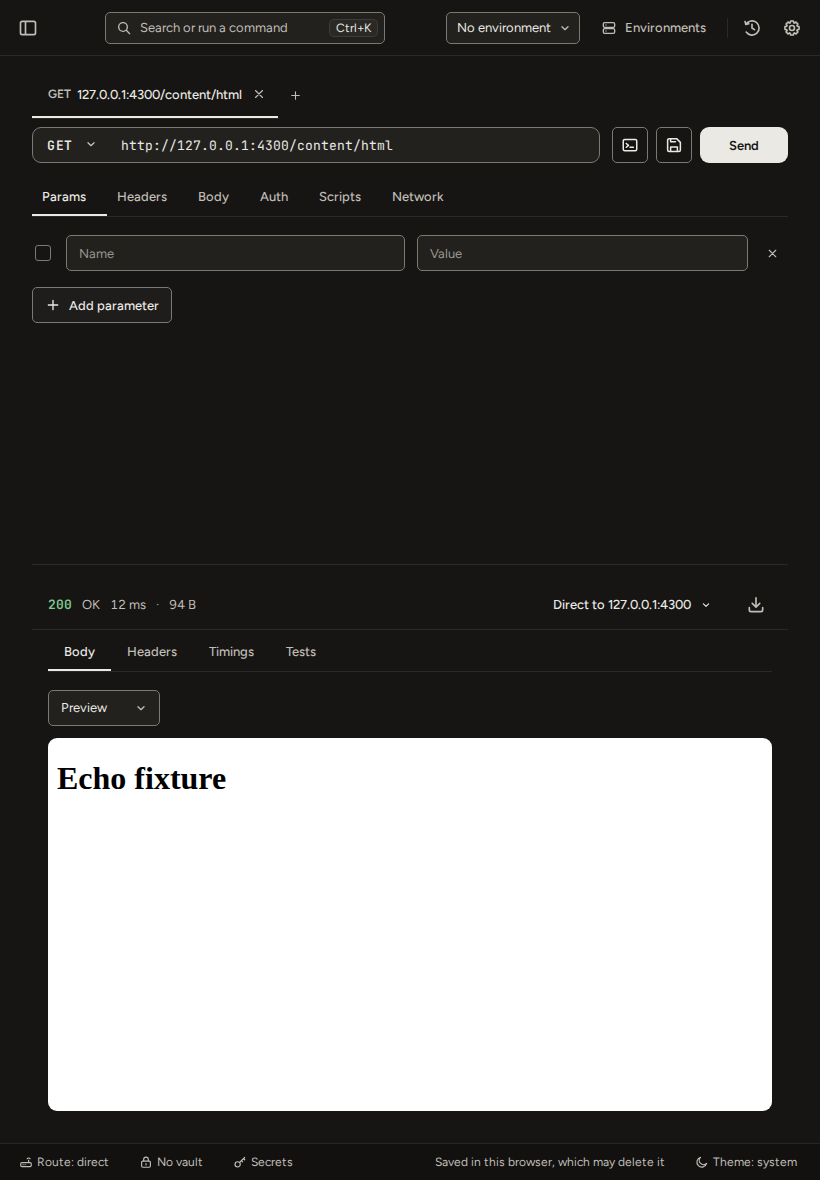 Search or run a command Ctrl+K No environment Environments
GET 127.0.0.1:4300/content/html
GET http://127.0.0.1:4300/content/html Send
Params Headers Body Auth Scripts Network
Name Value
Add parameter
200 OK 12 ms · 94 B Direct to 127.0.0.1:4300
Body Headers Timings Tests
Preview
Echo fixture
Route: direct No vault Secrets Saved in this browser, which may delete it Theme: system